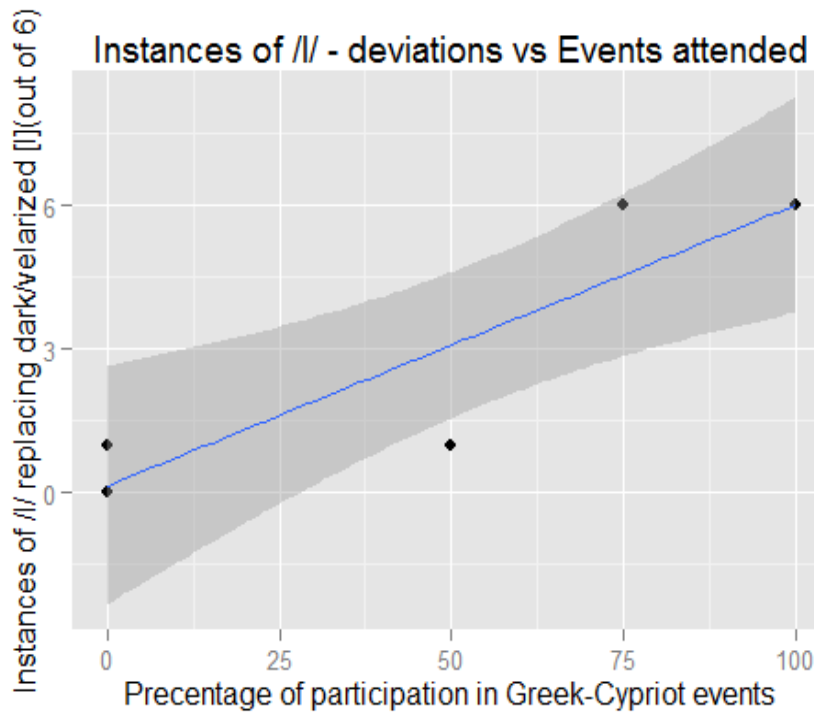 Instances of /l/ - deviations vs Events attended
Instances of /l/ replacing dark/velarized [l](out of 6)
6
3
0
0 25 50 75 100
Precentage of participation in Greek-Cypriot events